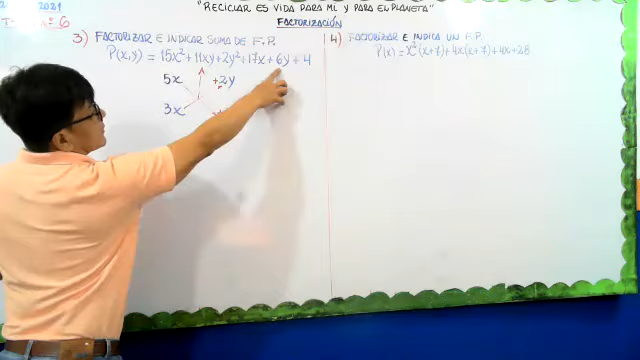 2021
6
"RECICLAR ES VIDA PARA MI Y PARA EL PLANETA"
FACTORIZACIÓN
3) FACTORIZAR E INDICAR SUMA DE F.P.
P(x,y) = 15x² + 11xy + 2y² + 17x + 6y + 4
5x +2y
3x
4) FACTORIZAR E INDICA UN F.P.
P(x) = x²(x+7) + 4x(x+7) + 4x + 28